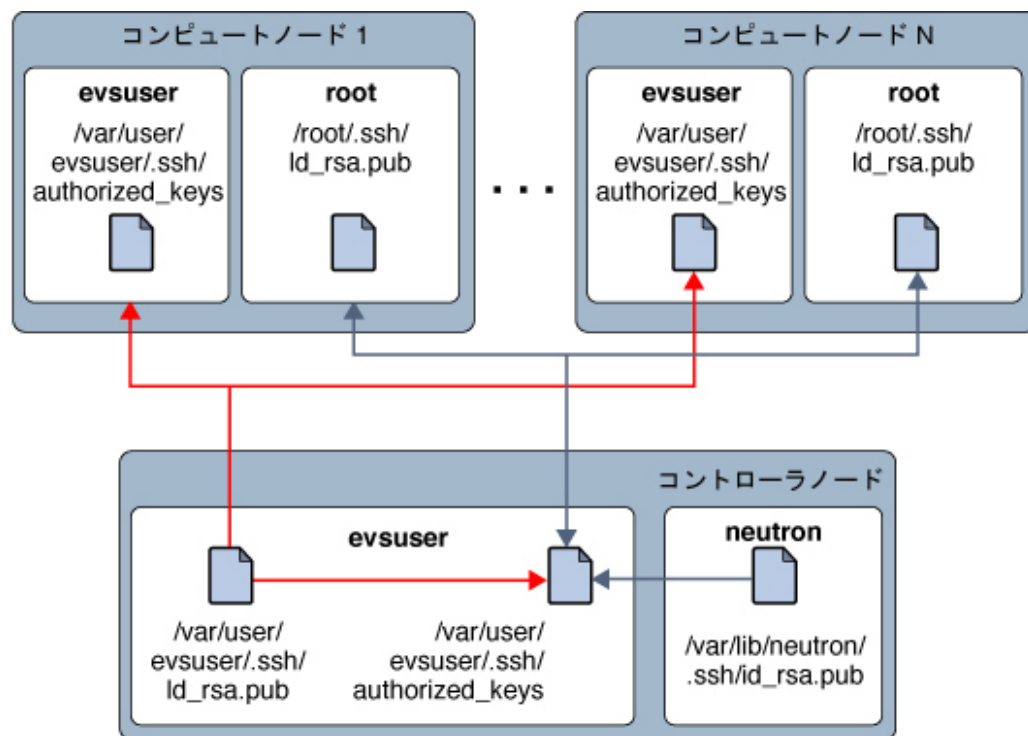 コンピュートノード 1
evsuser
/var/user/
evsuser/.ssh/
authorized_keys
root
/root/.ssh/
ld_rsa.pub
. . .
コンピュートノード N
evsuser
/var/user/
evsuser/.ssh/
authorized_keys
root
/root/.ssh/
ld_rsa.pub
コントローラノード
evsuser
/var/user/
evsuser/.ssh/
ld_rsa.pub
/var/user/
evsuser/.ssh/
authorized_keys
neutron
/var/lib/neutron/
.ssh/id_rsa.pub